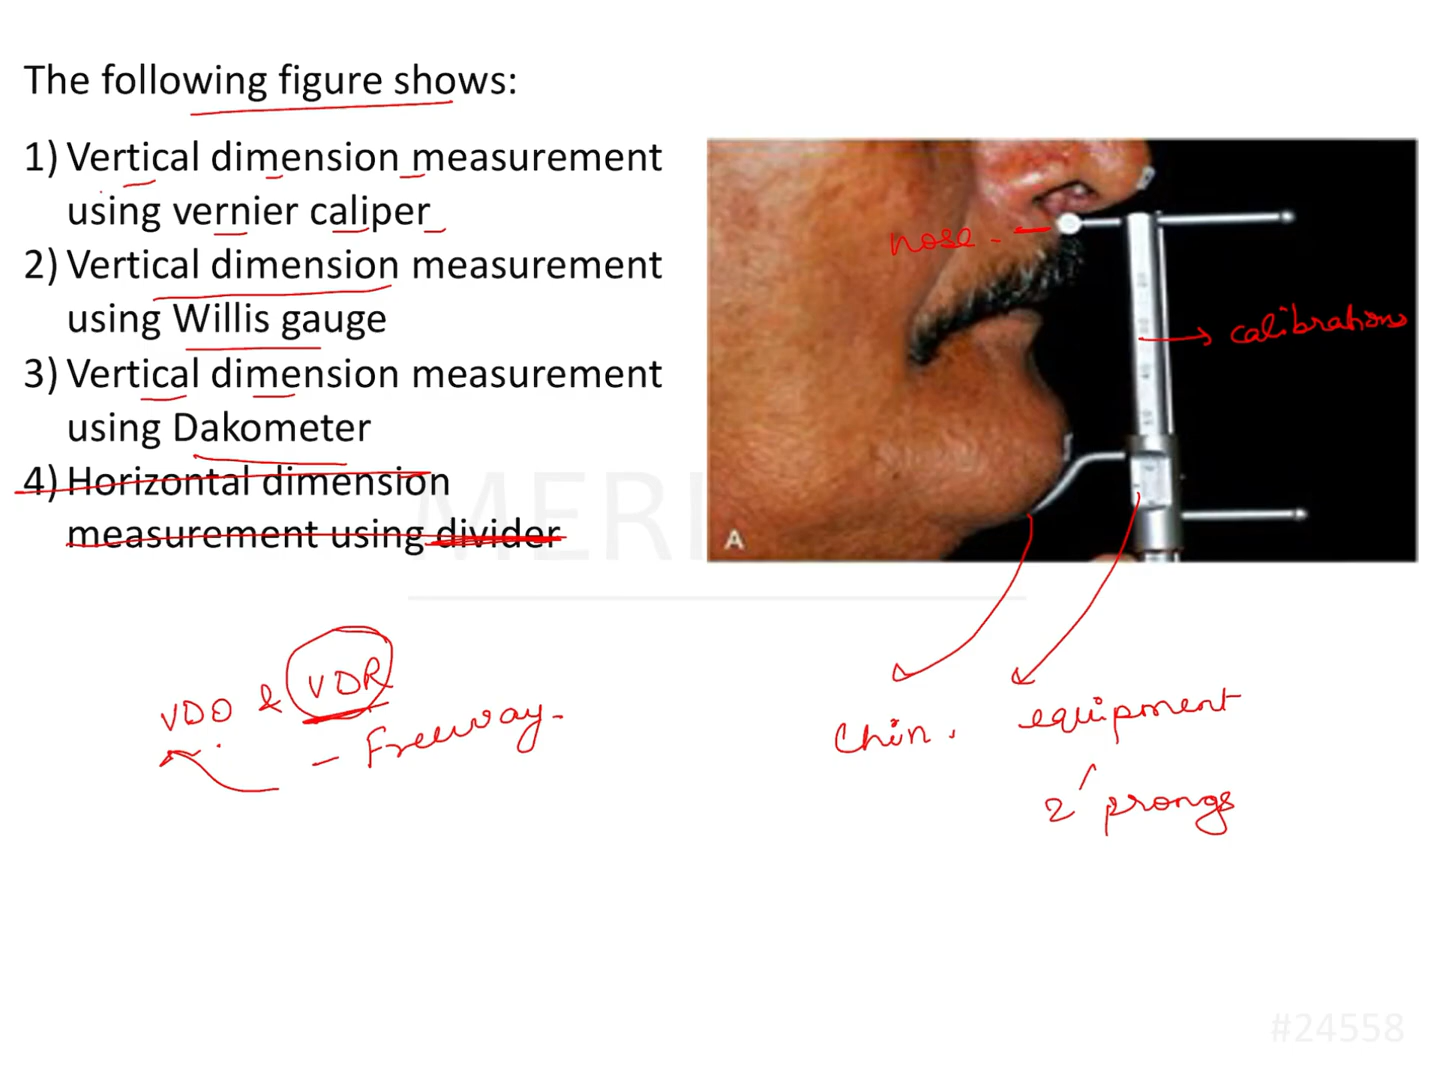 The following figure shows:
1) Vertical dimension measurement
using vernier caliper
2) Vertical dimension measurement
using Willis gauge
3) Vertical dimension measurement
using Dakometer
4) Horizontal dimension
measurement using divider
nose -
calibrations
A
VDO & VDR
- Freeway -
Chin.
equipment
2 prongs
#24558